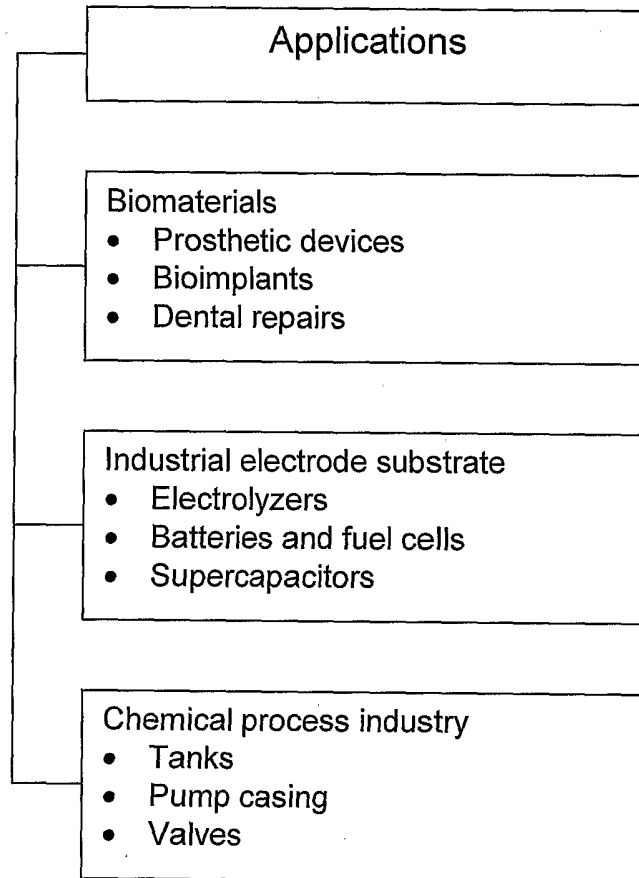 Applications
Biomaterials
• Prosthetic devices
• Bioimplants
• Dental repairs
Industrial electrode substrate
• Electrolyzers
• Batteries and fuel cells
• Supercapacitors
Chemical process industry
• Tanks
• Pump casing
• Valves